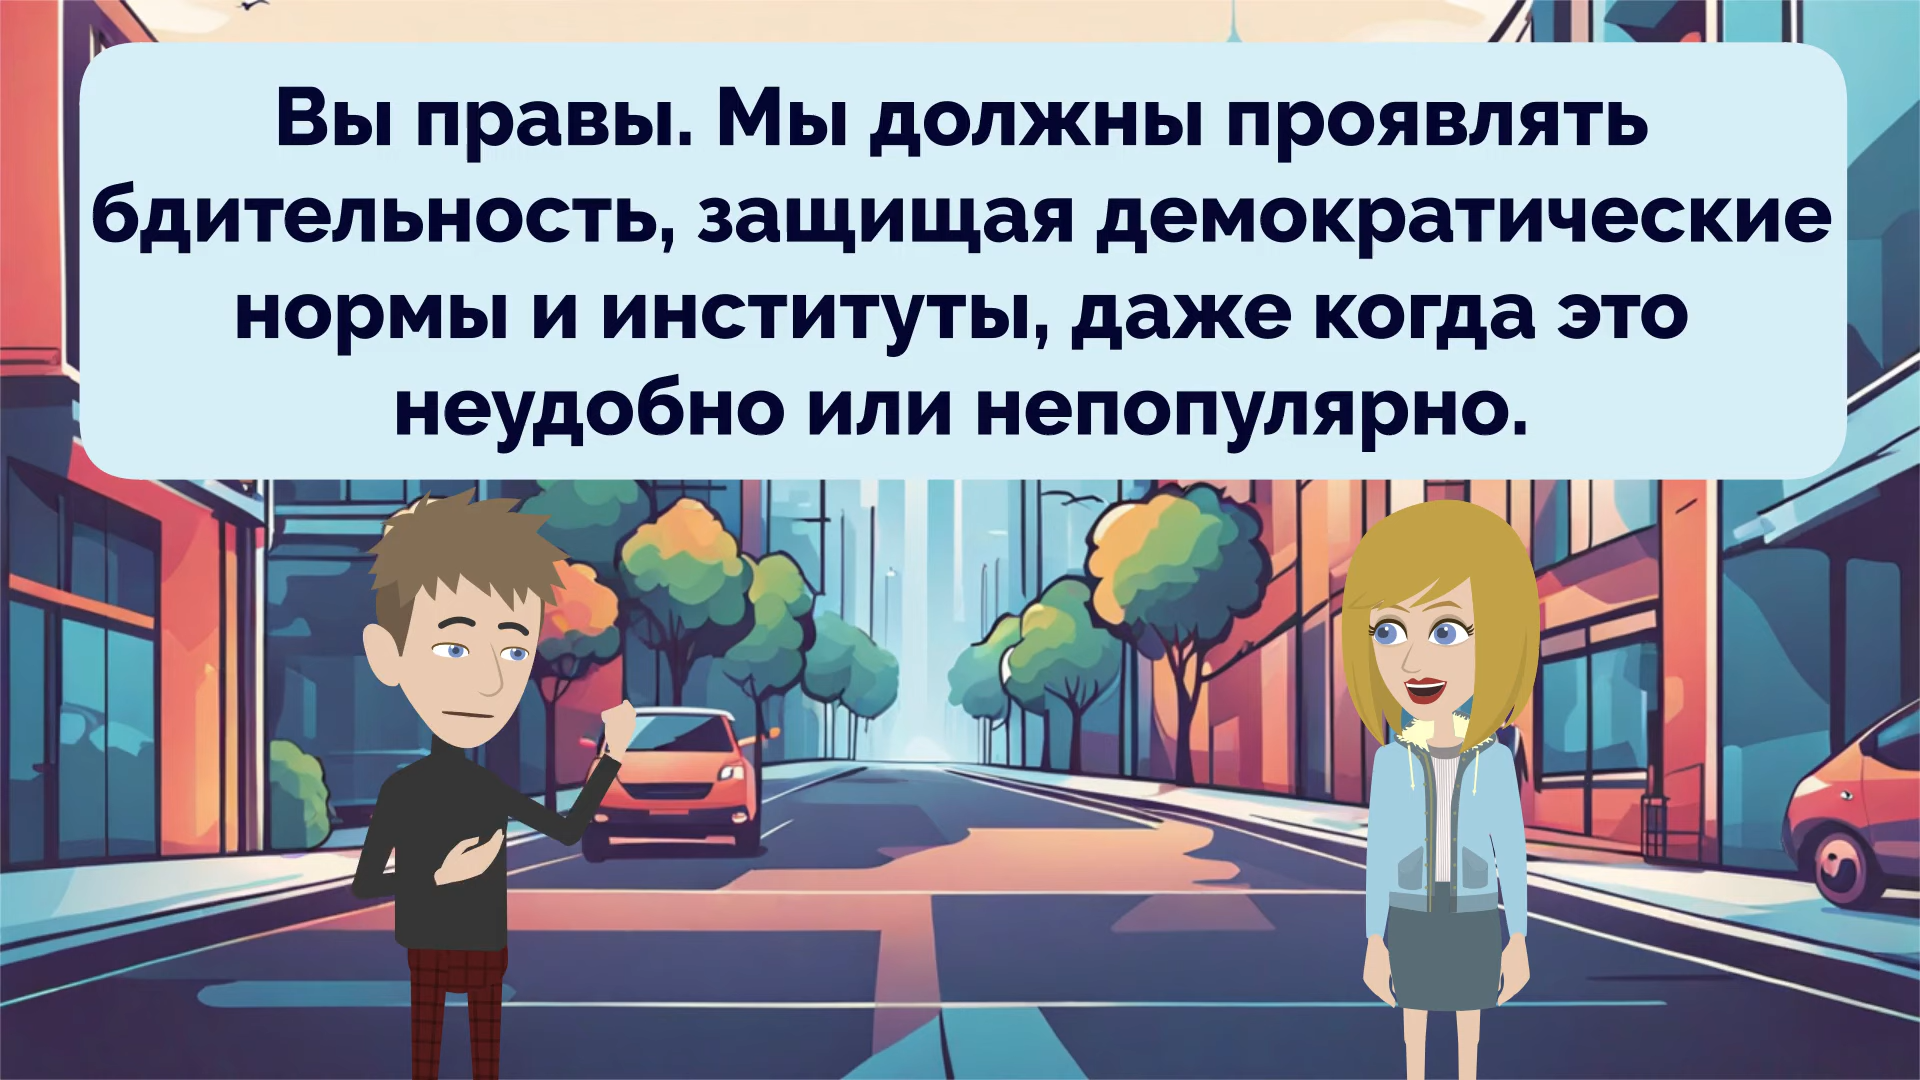 Вы правы. Мы должны проявлять
бдительность, защищая демократические
нормы и институты, даже когда это
неудобно или непопулярно.